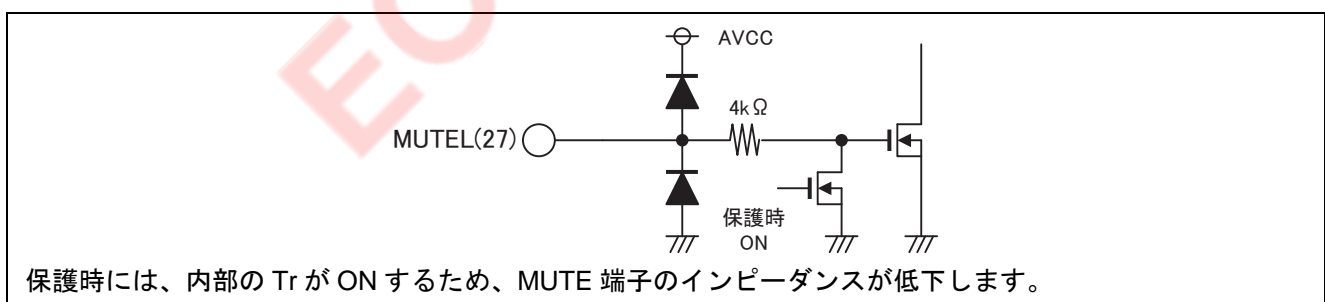 AVCC
4kΩ
MUTEL(27)
保護時
ON
保護時には、内部の Tr が ON するため、MUTE 端子のインピーダンスが低下します。